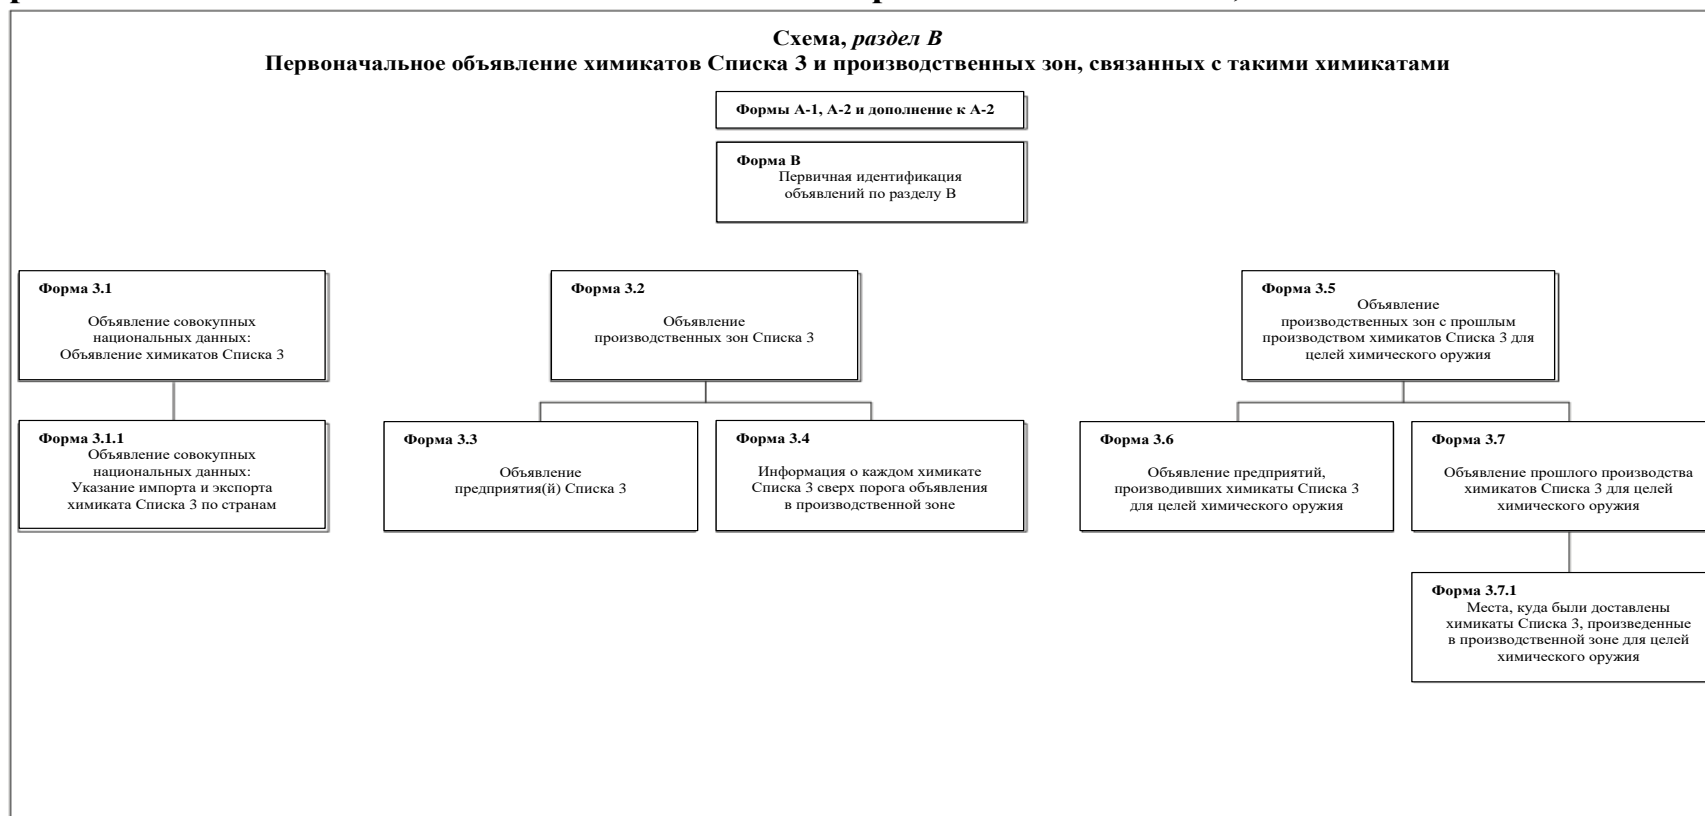 Схема, раздел В
Первоначальное объявление химикатов Списка 3 и производственных зон, связанных с такими химикатами
Формы А-1, А-2 и дополнение к А-2
Форма В
Первичная идентификация
объявлений по разделу В
Форма 3.1
Объявление совокупных
национальных данных:
Объявление химикатов Списка 3
Форма 3.2
Объявление
производственных зон Списка 3
Форма 3.5
Объявление
производственных зон с прошлым
производством химикатов Списка 3 для
целей химического оружия
Форма 3.1.1
Объявление совокупных
национальных данных:
Указание импорта и экспорта
химиката Списка 3 по странам
Форма 3.3
Объявление
предприятия(й) Списка 3
Форма 3.4
Информация о каждом химикате
Списка 3 сверх порога объявления
в производственной зоне
Форма 3.6
Объявление предприятий,
производивших химикаты Списка 3
для целей химического оружия
Форма 3.7
Объявление прошлого производства
химикатов Списка 3 для целей
химического оружия
Форма 3.7.1
Места, куда были доставлены
химикаты Списка 3, произведенные
в производственной зоне для целей
химического оружия